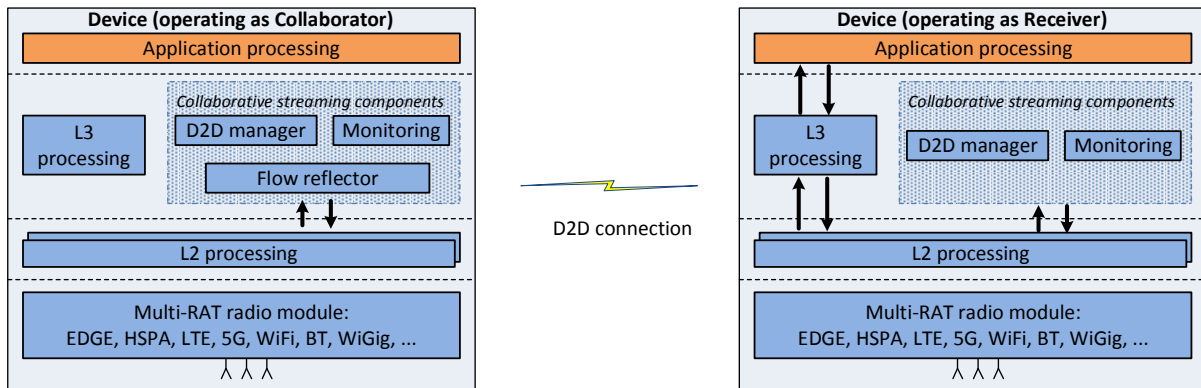 Device (operating as Collaborator)
Application processing
Collaborative streaming components
D2D manager
Monitoring
L3
processing
Flow reflector
L2 processing
Multi-RAT radio module:
EDGE, HSPA, LTE, 5G, WiFi, BT, WiGig, ...
D2D connection
Device (operating as Receiver)
Application processing
Collaborative streaming components
L3
processing
D2D manager
Monitoring
L2 processing
Multi-RAT radio module:
EDGE, HSPA, LTE, 5G, WiFi, BT, WiGig, ...